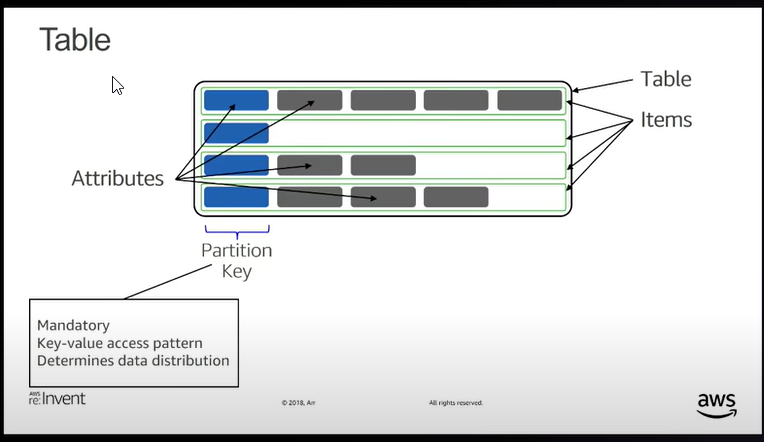 Table
Table
Items
Attributes
Partition
Key
Mandatory
Key-value access pattern
Determines data distribution
AWS
re:Invent
© 2018, Arr
All rights reserved.
aws